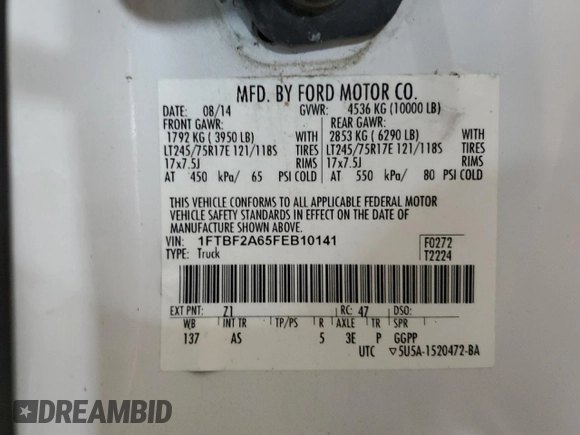 MFD. BY FORD MOTOR CO.
DATE: 08/14 GVWR: 4536 KG (10000 LB)
FRONT GAWR: REAR GAWR:
1792 KG ( 3950 LB) WITH 2853 KG ( 6290 LB) WITH
LT245/75R17E 121/118S TIRES LT245/75R17E 121/118S TIRES
17x7.5J RIMS 17x7.5J RIMS
AT 450 kPa/ 65 PSI COLD AT 550 kPa/ 80 PSI COLD
THIS VEHICLE CONFORMS TO ALL APPLICABLE FEDERAL MOTOR
VEHICLE SAFETY STANDARDS IN EFFECT ON THE DATE OF
MANUFACTURE SHOWN ABOVE.
VIN: 1FTBF2A65FEB10141 F0272
TYPE: Truck T2224
EXT PNT: Z1 RC: 47 DSO:
WB INT TR TP/PS R AXLE TR SPR
137 AS 5 3E P GGPP
UTC ▽5U5A-1520472-BA
DREAMBID